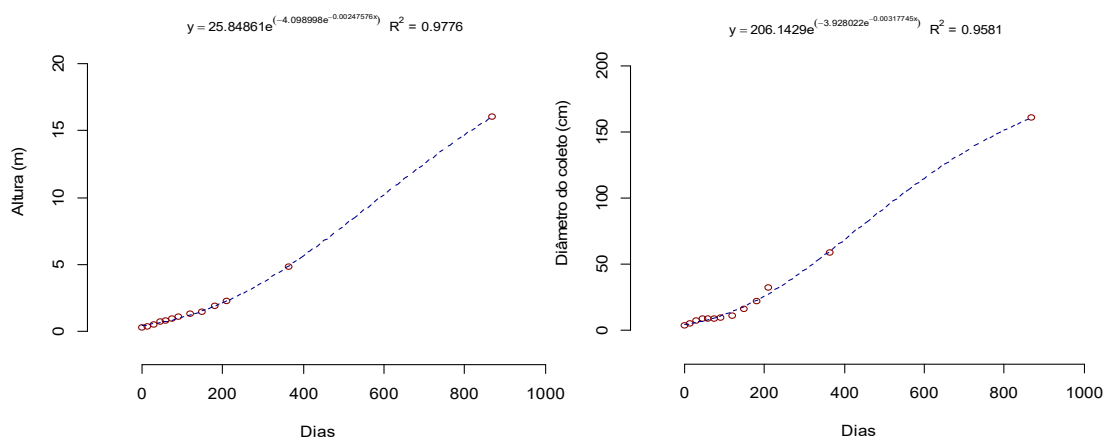 y = 25.84861e^(−4.098998e^−0.00247576x) R² = 0.9776
20
15
10
5
0
Altura (m)
0 200 400 600 800 1000
Dias
y = 206.1429e^(−3.928022e^−0.00317745x) R² = 0.9581
200
150
100
50
0
Diâmetro do coleto (cm)
0 200 400 600 800 1000
Dias